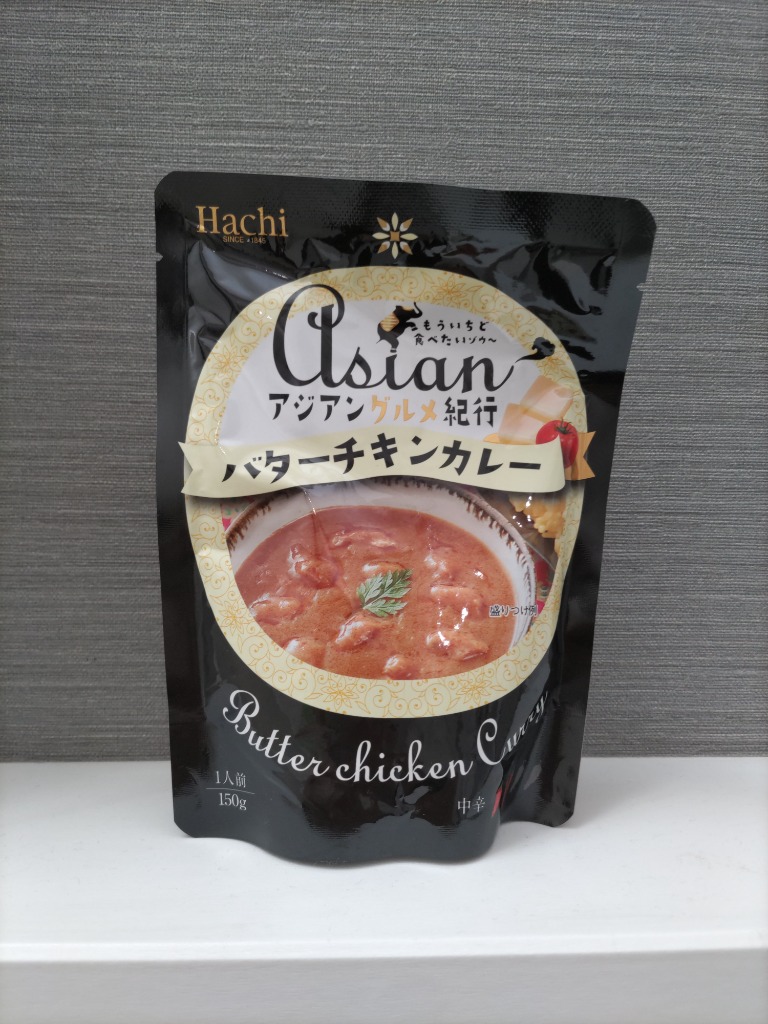 Hachi
SINCE 1845
もういちど
食べたいゾウ〜
asian
アジアングルメ紀行
バターチキンカレー
盛りつけ例
Butter chicken Curry
1人前
150g
中辛